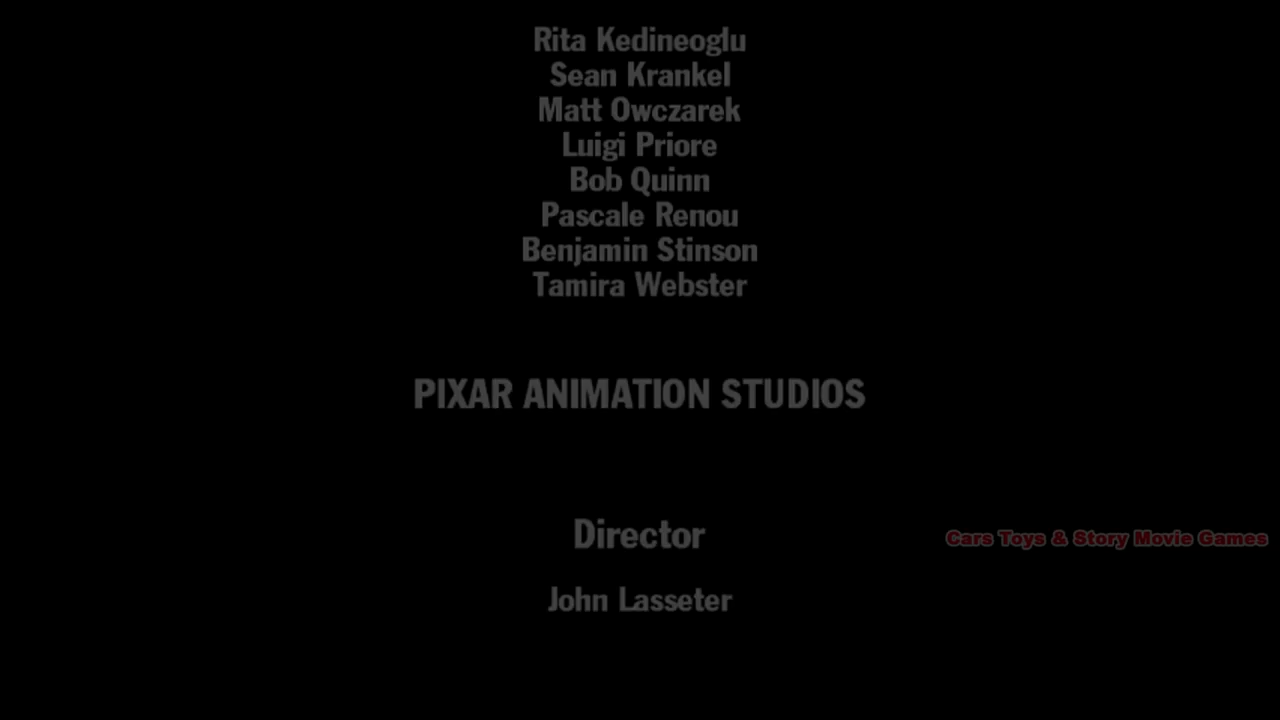 Rita Kedineoglu
Sean Krankel
Matt Owczarek
Luigi Priore
Bob Quinn
Pascale Renou
Benjamin Stinson
Tamira Webster
PIXAR ANIMATION STUDIOS
Director
Cars Toys & Story Movie Games
John Lasseter